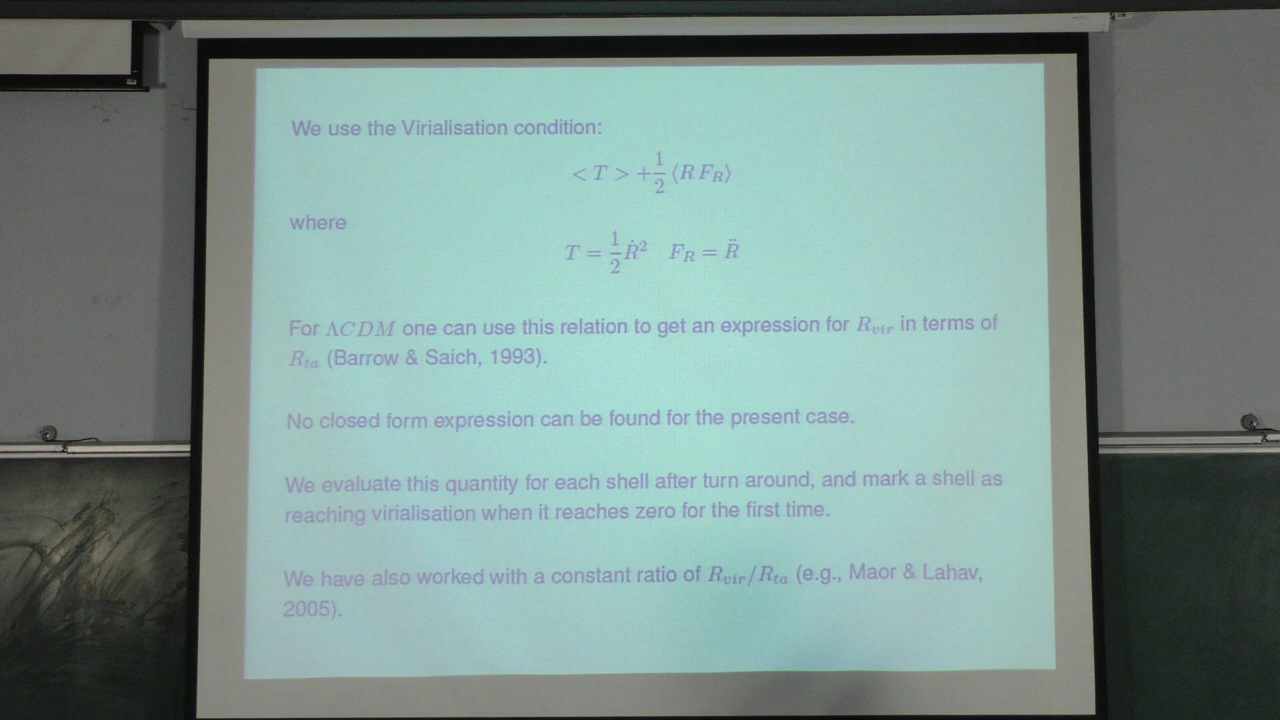 We use the Virialisation condition:
< T > + 1/2 ⟨R F_R⟩
where
T = 1/2 Ṙ² F_R = R̈
For ΛCDM one can use this relation to get an expression for R_vir in terms of
R_ta (Barrow & Saich, 1993).
No closed form expression can be found for the present case.
We evaluate this quantity for each shell after turn around, and mark a shell as
reaching virialisation when it reaches zero for the first time.
We have also worked with a constant ratio of R_vir/R_ta (e.g., Maor & Lahav,
2005).